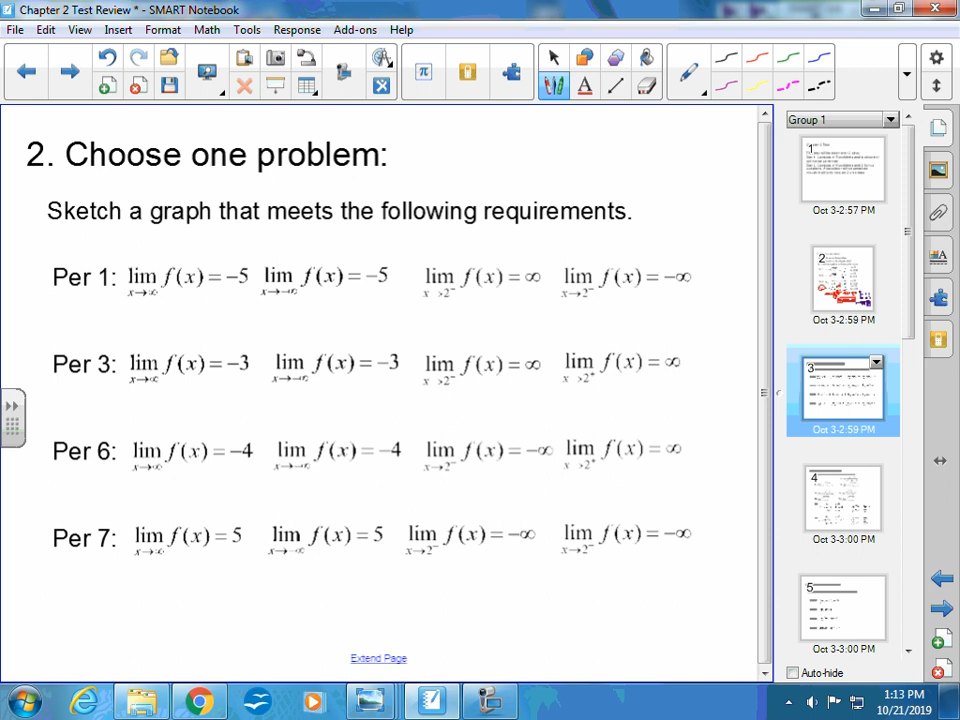 Chapter 2 Test Review * - SMART Notebook
File Edit View Insert Format Math Tools Response Add-ons Help
2. Choose one problem:
Sketch a graph that meets the following requirements.
Per 1: lim x→∞ f(x) = −5 lim x→−∞ f(x) = −5 lim x→2⁻ f(x) = ∞ lim x→2⁻ f(x) = −∞
Per 3: lim x→∞ f(x) = −3 lim x→−∞ f(x) = −3 lim x→2⁻ f(x) = ∞ lim x→2⁺ f(x) = ∞
Per 6: lim x→∞ f(x) = −4 lim x→−∞ f(x) = −4 lim x→2⁻ f(x) = −∞ lim x→2⁺ f(x) = ∞
Per 7: lim x→∞ f(x) = 5 lim x→−∞ f(x) = 5 lim x→2⁻ f(x) = −∞ lim x→2⁻ f(x) = −∞
Extend Page
Group 1
1
Oct 3-2:57 PM
2
Oct 3-2:59 PM
3
Oct 3-2:59 PM
4
Oct 3-3:00 PM
5
Oct 3-3:00 PM
Auto-hide
1:13 PM
10/21/2019